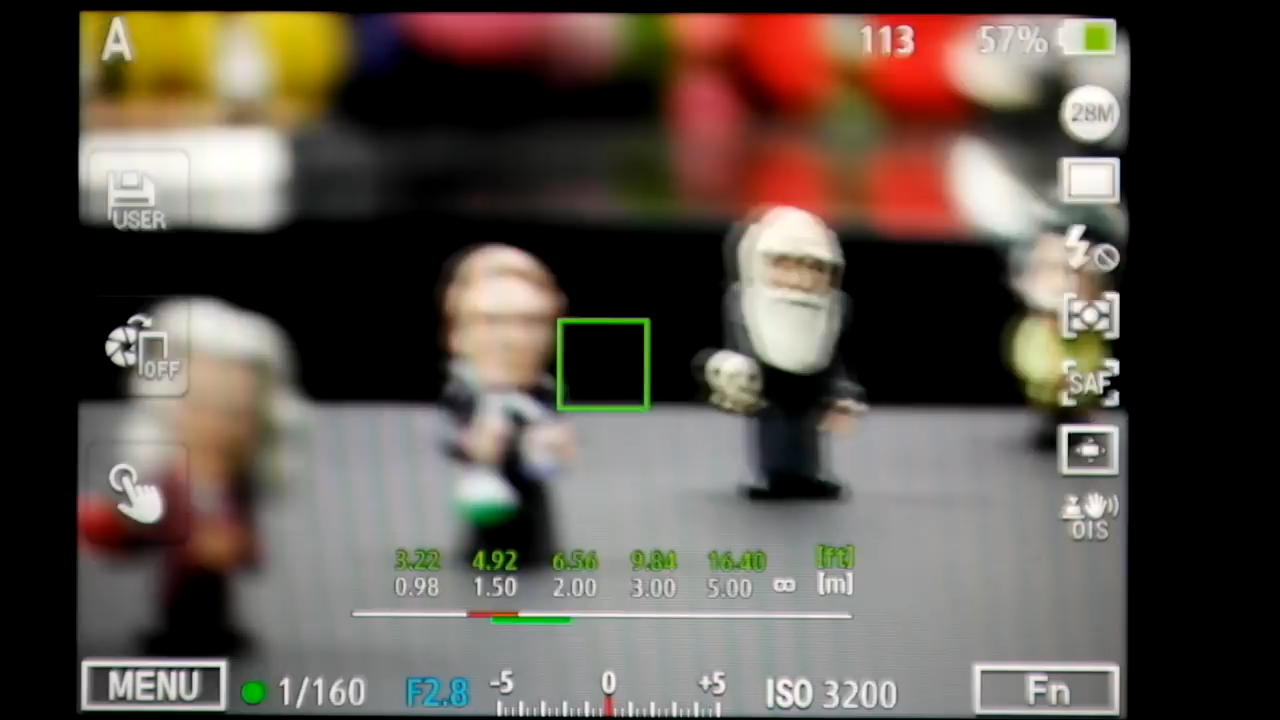 A
113 57%
28M
USER
OFF
SAF
OIS
3.22 4.92 6.56 9.84 16.40 [ft]
0.98 1.50 2.00 3.00 5.00 ∞ [m]
MENU 1/160 F2.8 -5 0 +5 ISO 3200 Fn